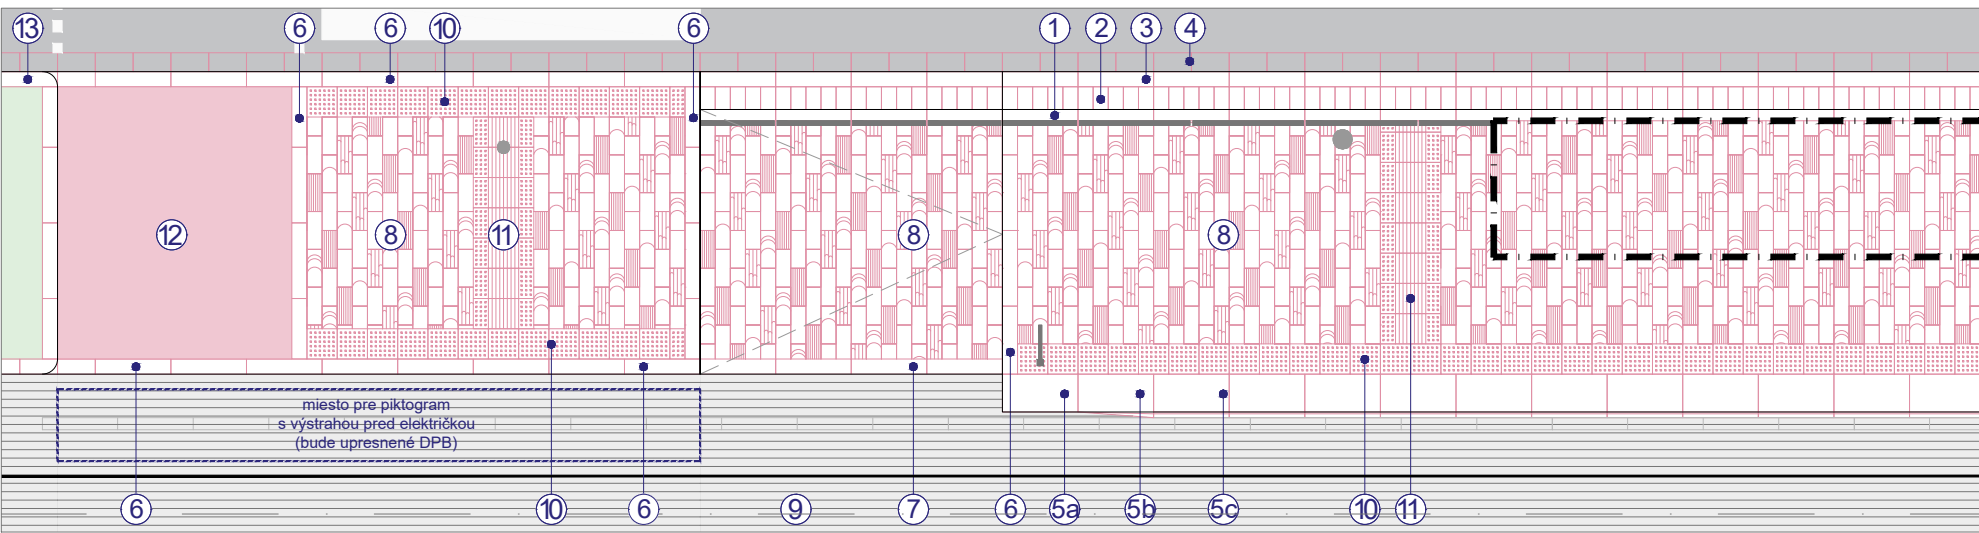 13 6 6 10 6 1 2 3 4
12 8 11 8 8
miesto pre piktogram
s výstrahou pred električkou
(bude upresnené DPB)
6 10 6 9 7 6 5a 5b 5c 10 11